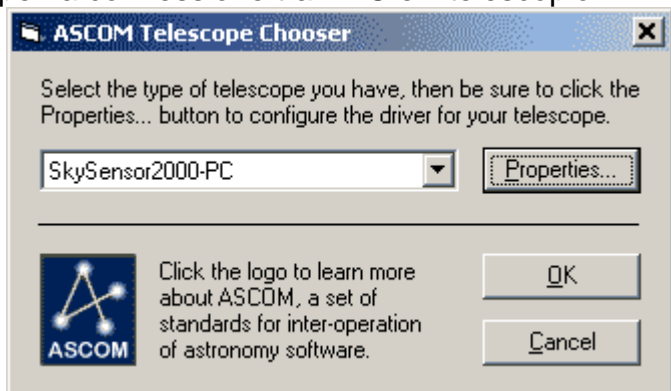 ASCOM Telescope Chooser
Select the type of telescope you have, then be sure to click the
Properties... button to configure the driver for your telescope.
SkySensor2000-PC
Properties...
Click the logo to learn more
about ASCOM, a set of
standards for inter-operation
of astronomy software.
ASCOM
OK
Cancel